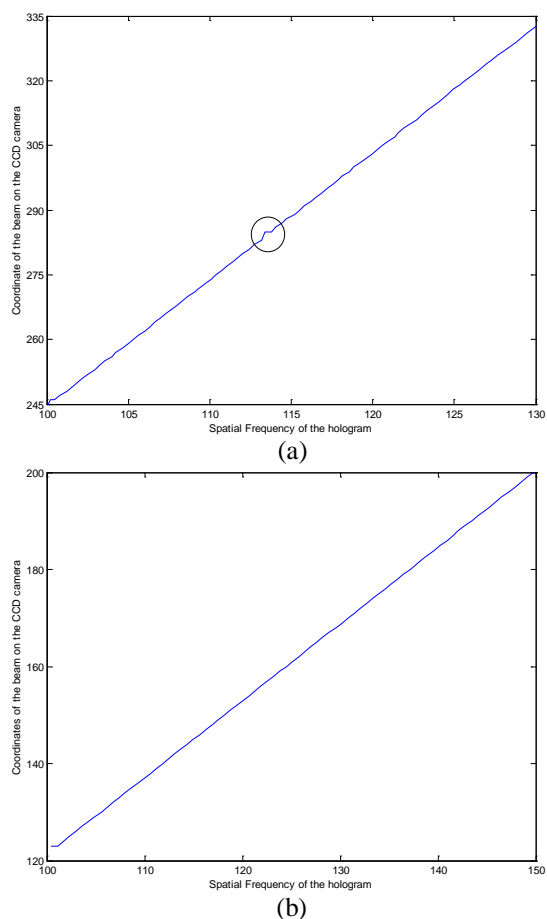 335
320
305
290
275
260
245
Coordinate of the beam on the CCD camera
100 105 110 115 120 125 130
Spatial Frequency of the hologram
(a)
200
180
160
140
120
Coordinates of the beam on the CCD camera
100 110 120 130 140 150
Spatial Frequency of the hologram
(b)